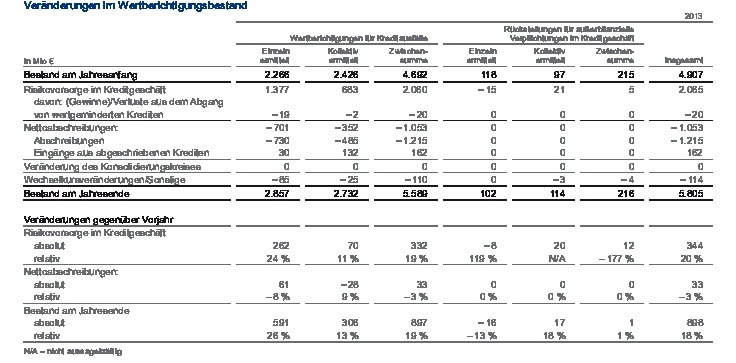 Veränderungen im Wertberichtigungsbestand
2013
Wertberichtigungen für Kreditausfälle Rückstellungen für außerbilanzielle Verpflichtungen im Kreditgeschäft
in Mio € Einzeln ermittelt Kollektiv ermittelt Zwischensumme Einzeln ermittelt Kollektiv ermittelt Zwischensumme Insgesamt
Bestand am Jahresanfang 2.266 2.426 4.692 118 97 215 4.907
Risikovorsorge im Kreditgeschäft 1.377 683 2.060 −15 21 5 2.065
davon: (Gewinne)/Verluste aus dem Abgang
von wertgeminderten Krediten −19 −2 −20 0 0 0 −20
Nettoabschreibungen: −701 −352 −1.053 0 0 0 −1.053
Abschreibungen −730 −485 −1.215 0 0 0 −1.215
Eingänge aus abgeschriebenen Krediten 30 132 162 0 0 0 162
Veränderung des Konsolidierungskreises 0 0 0 0 0 0 0
Wechselkursveränderungen/Sonstige −85 −25 −110 0 −3 −4 −114
Bestand am Jahresende 2.857 2.732 5.589 102 114 216 5.805
Veränderungen gegenüber Vorjahr
Risikovorsorge im Kreditgeschäft
absolut 262 70 332 −8 20 12 344
relativ 24 % 11 % 19 % 119 % N/A −177 % 20 %
Nettoabschreibungen:
absolut 61 −28 33 0 0 0 33
relativ −8 % 9 % −3 % 0 % 0 % 0 % −3 %
Bestand am Jahresende
absolut 591 306 897 −16 17 1 898
relativ 26 % 13 % 19 % −13 % 18 % 1 % 18 %
N/A – nicht aussagekräftig